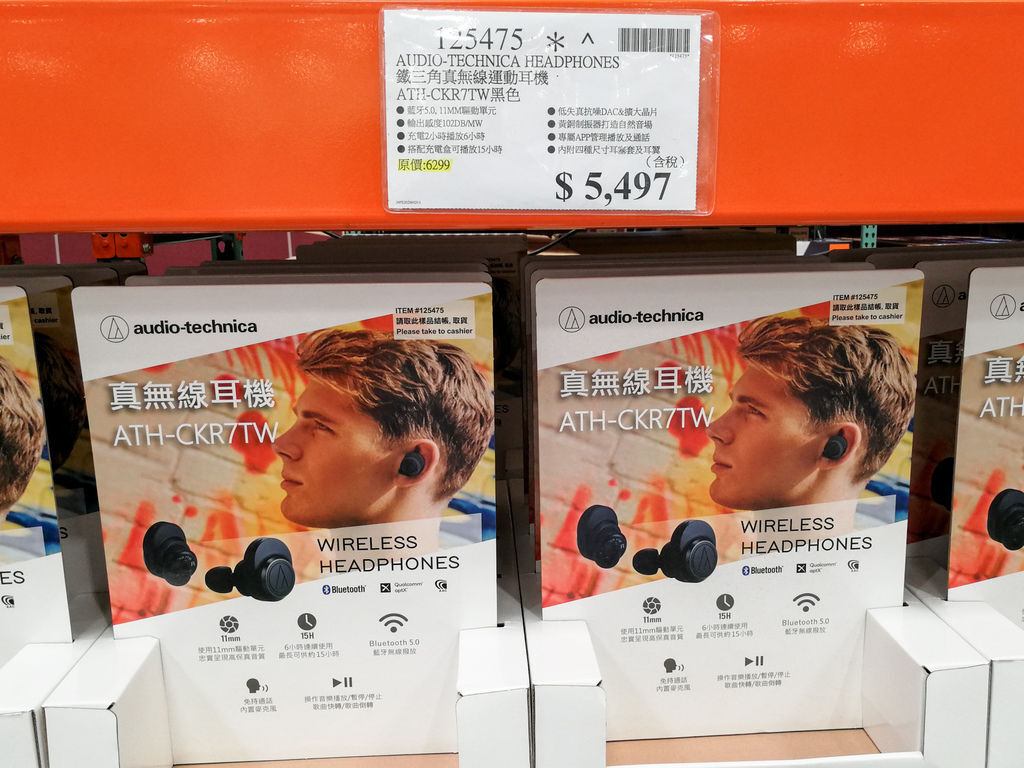 125475 * ^
AUDIO-TECHNICA HEADPHONES
鐵三角真無線運動耳機
ATH-CKR7TW黑色
● 藍牙5.0, 11MM驅動單元
● 輸出感度102DB/MW
● 充電2小時播放6小時
● 搭配充電盒可播放15小時
● 低失真抗噪DAC&擴大晶片
● 黃銅制振器打造自然音場
● 專屬APP管理播放及通話
● 內附四種尺寸耳塞套及耳翼
原價:6299
(含稅)
$ 5,497
audio-technica
ITEM #125475
請取此樣品結帳, 取貨
Please take to cashier
真無線耳機
ATH-CKR7TW
WIRELESS
HEADPHONES
Bluetooth
Qualcomm
aptX
AAC
11mm
使用11mm驅動單元
忠實呈現高保真音質
15H
6小時連續使用
最長可供約15小時
Bluetooth 5.0
藍牙無線撥放
免持通話
內置麥克風
操作音樂播放/暫停/停止
歌曲快轉/歌曲倒轉
audio-technica
ITEM #125475
請取此樣品結帳, 取貨
Please take to cashier
真無線耳機
ATH-CKR7TW
WIRELESS
HEADPHONES
Bluetooth
Qualcomm
aptX
AAC
11mm
使用11mm驅動單元
忠實呈現高保真音質
15H
6小時連續使用
最長可供約15小時
Bluetooth 5.0
藍牙無線撥放
免持通話
內置麥克風
操作音樂播放/暫停/停止
歌曲快轉/歌曲倒轉